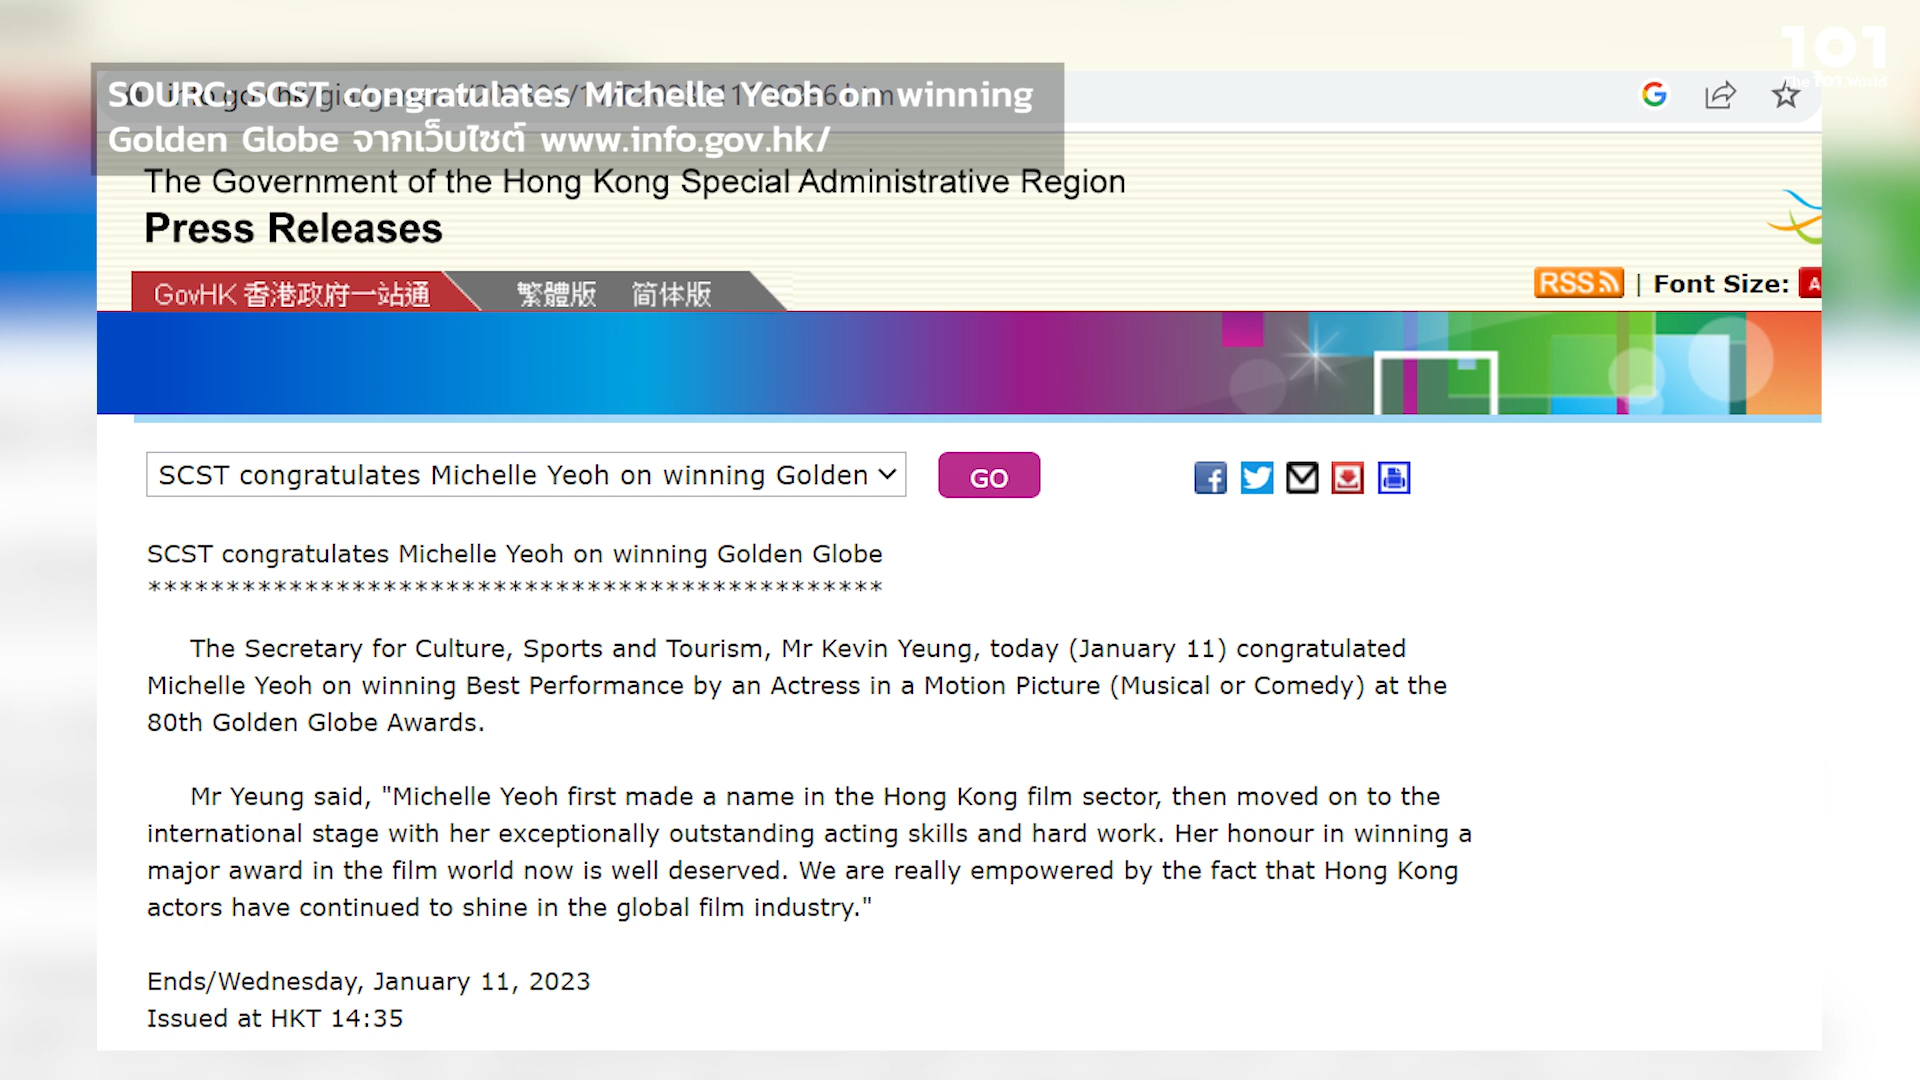 101
The 101.World
SOURC: SCST congratulates Michelle Yeoh on winning
Golden Globe จากเว็บไซต์ www.info.gov.hk/
The Government of the Hong Kong Special Administrative Region
Press Releases
GovHK 香港政府一站通 繁體版 简体版
RSS | Font Size: A
SCST congratulates Michelle Yeoh on winning Golden GO
SCST congratulates Michelle Yeoh on winning Golden Globe
************************************************
The Secretary for Culture, Sports and Tourism, Mr Kevin Yeung, today (January 11) congratulated
Michelle Yeoh on winning Best Performance by an Actress in a Motion Picture (Musical or Comedy) at the
80th Golden Globe Awards.
Mr Yeung said, "Michelle Yeoh first made a name in the Hong Kong film sector, then moved on to the
international stage with her exceptionally outstanding acting skills and hard work. Her honour in winning a
major award in the film world now is well deserved. We are really empowered by the fact that Hong Kong
actors have continued to shine in the global film industry."
Ends/Wednesday, January 11, 2023
Issued at HKT 14:35